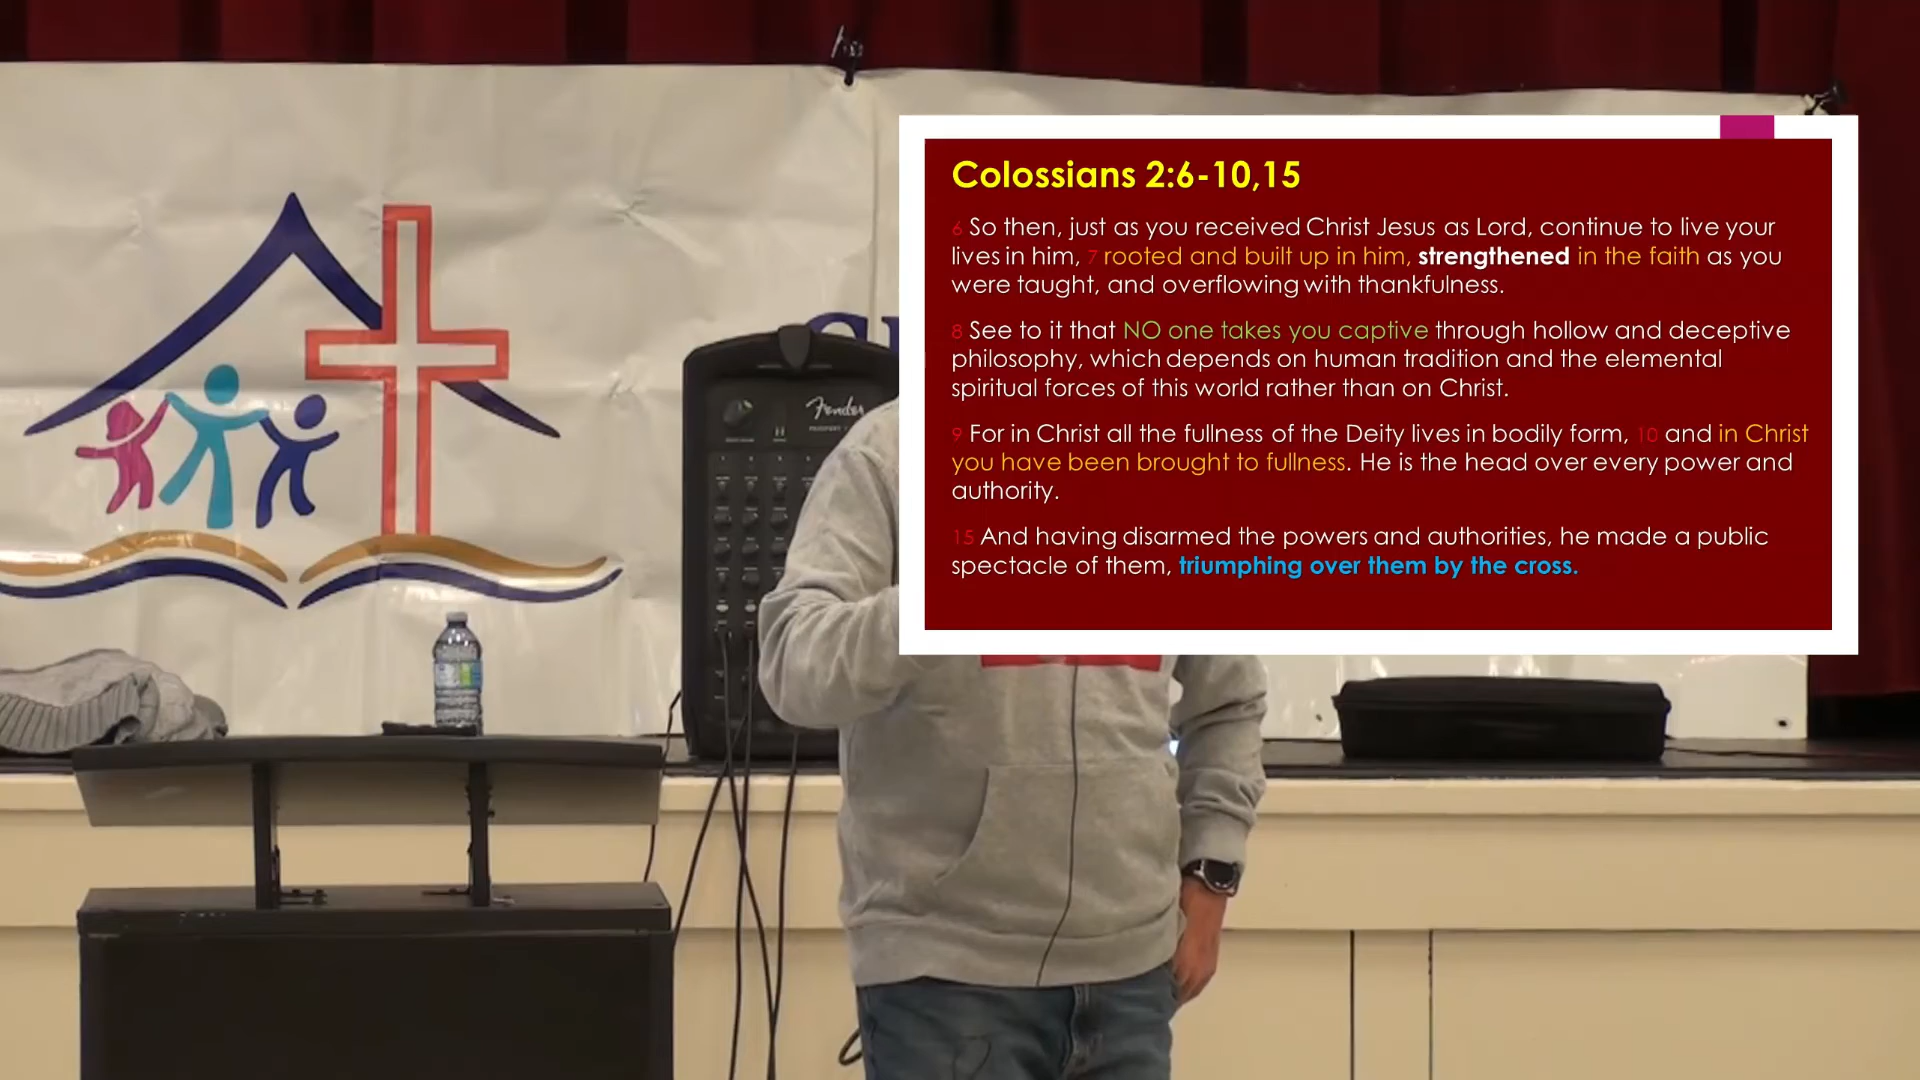 Colossians 2:6-10,15
6 So then, just as you received Christ Jesus as Lord, continue to live your
lives in him, 7 rooted and built up in him, strengthened in the faith as you
were taught, and overflowing with thankfulness.
8 See to it that NO one takes you captive through hollow and deceptive
philosophy, which depends on human tradition and the elemental
spiritual forces of this world rather than on Christ.
9 For in Christ all the fullness of the Deity lives in bodily form, 10 and in Christ
you have been brought to fullness. He is the head over every power and
authority.
15 And having disarmed the powers and authorities, he made a public
spectacle of them, triumphing over them by the cross.
Fender